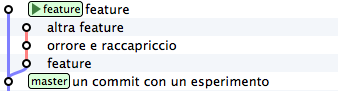 feature feature
altra feature
orrore e raccapriccio
feature
master un commit con un esperimento